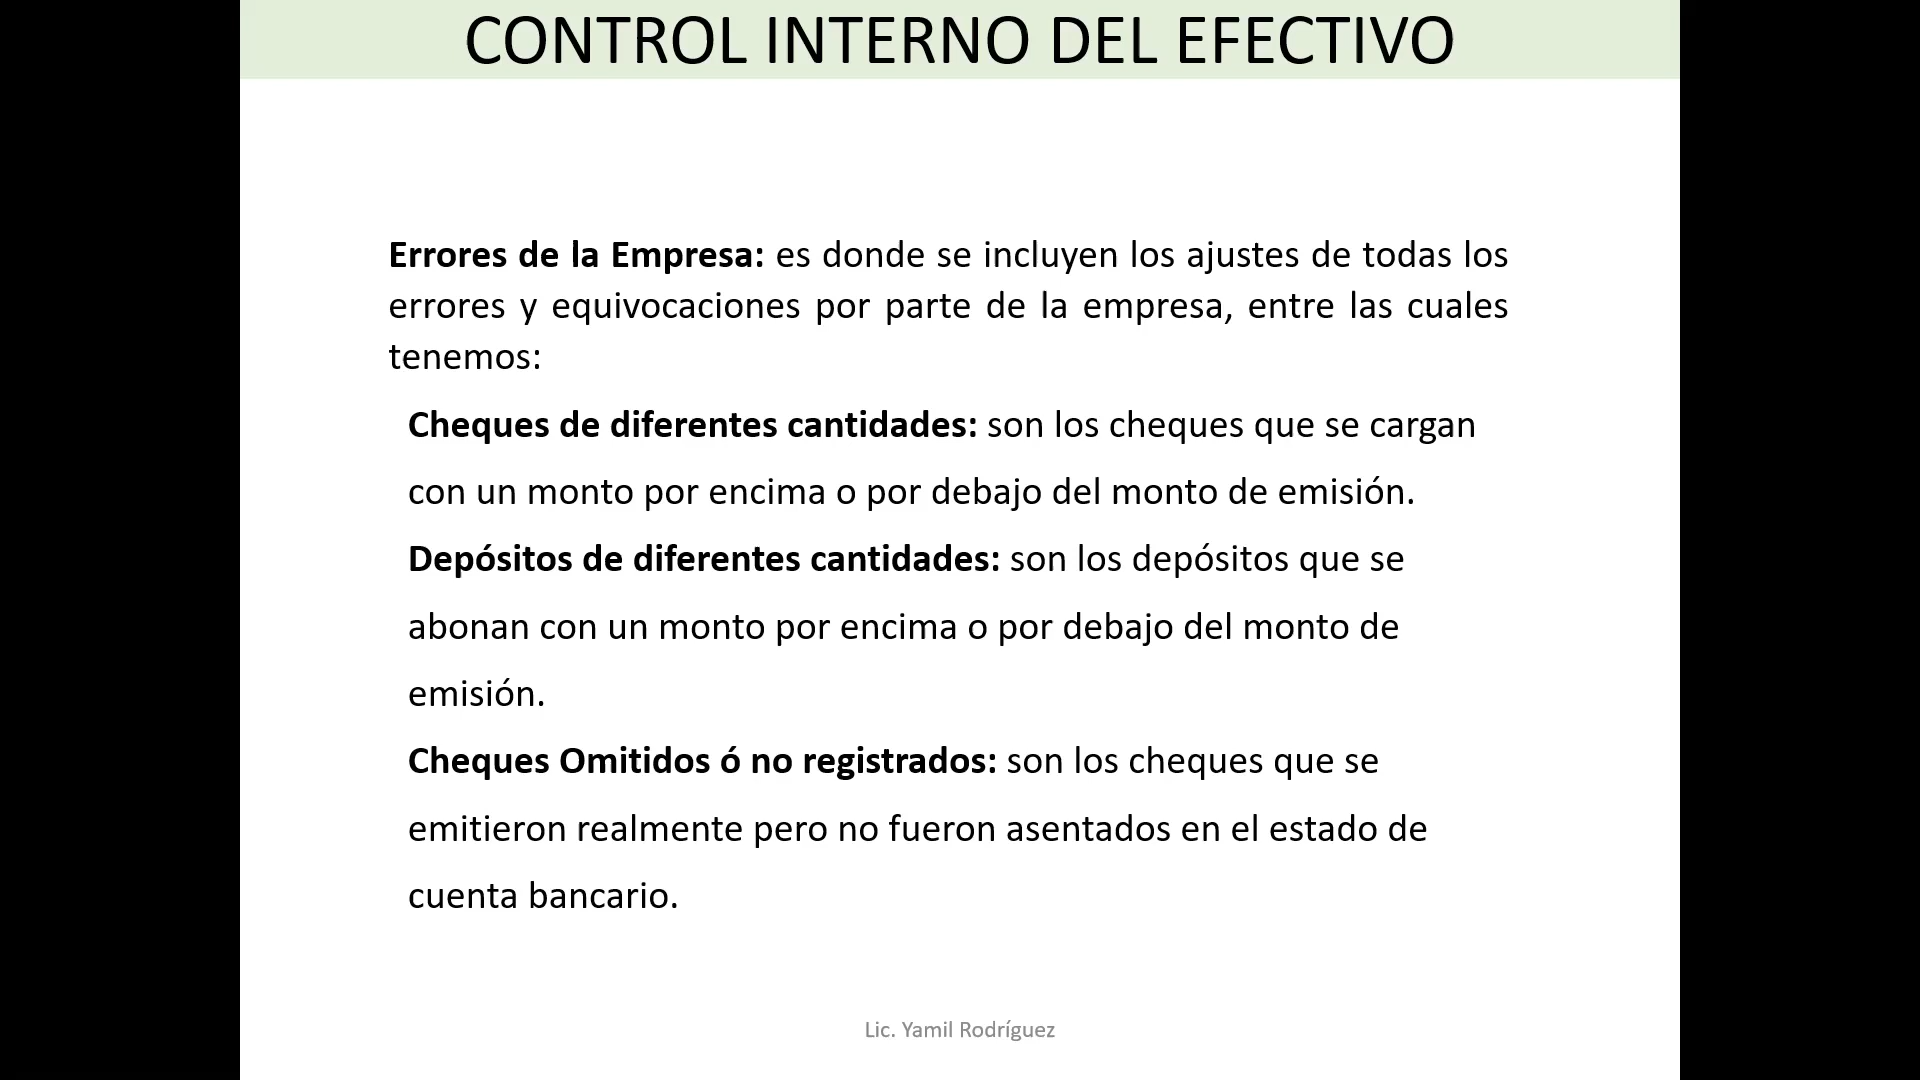 CONTROL INTERNO DEL EFECTIVO
Errores de la Empresa: es donde se incluyen los ajustes de todas los
errores y equivocaciones por parte de la empresa, entre las cuales
tenemos:
Cheques de diferentes cantidades: son los cheques que se cargan
con un monto por encima o por debajo del monto de emisión.
Depósitos de diferentes cantidades: son los depósitos que se
abonan con un monto por encima o por debajo del monto de
emisión.
Cheques Omitidos ó no registrados: son los cheques que se
emitieron realmente pero no fueron asentados en el estado de
cuenta bancario.
Lic. Yamil Rodríguez